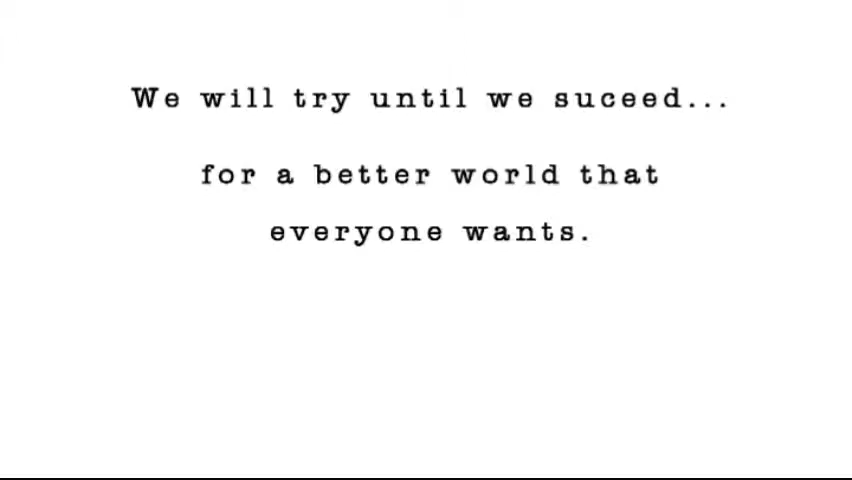 We will try until we suceed...
for a better world that
everyone wants.